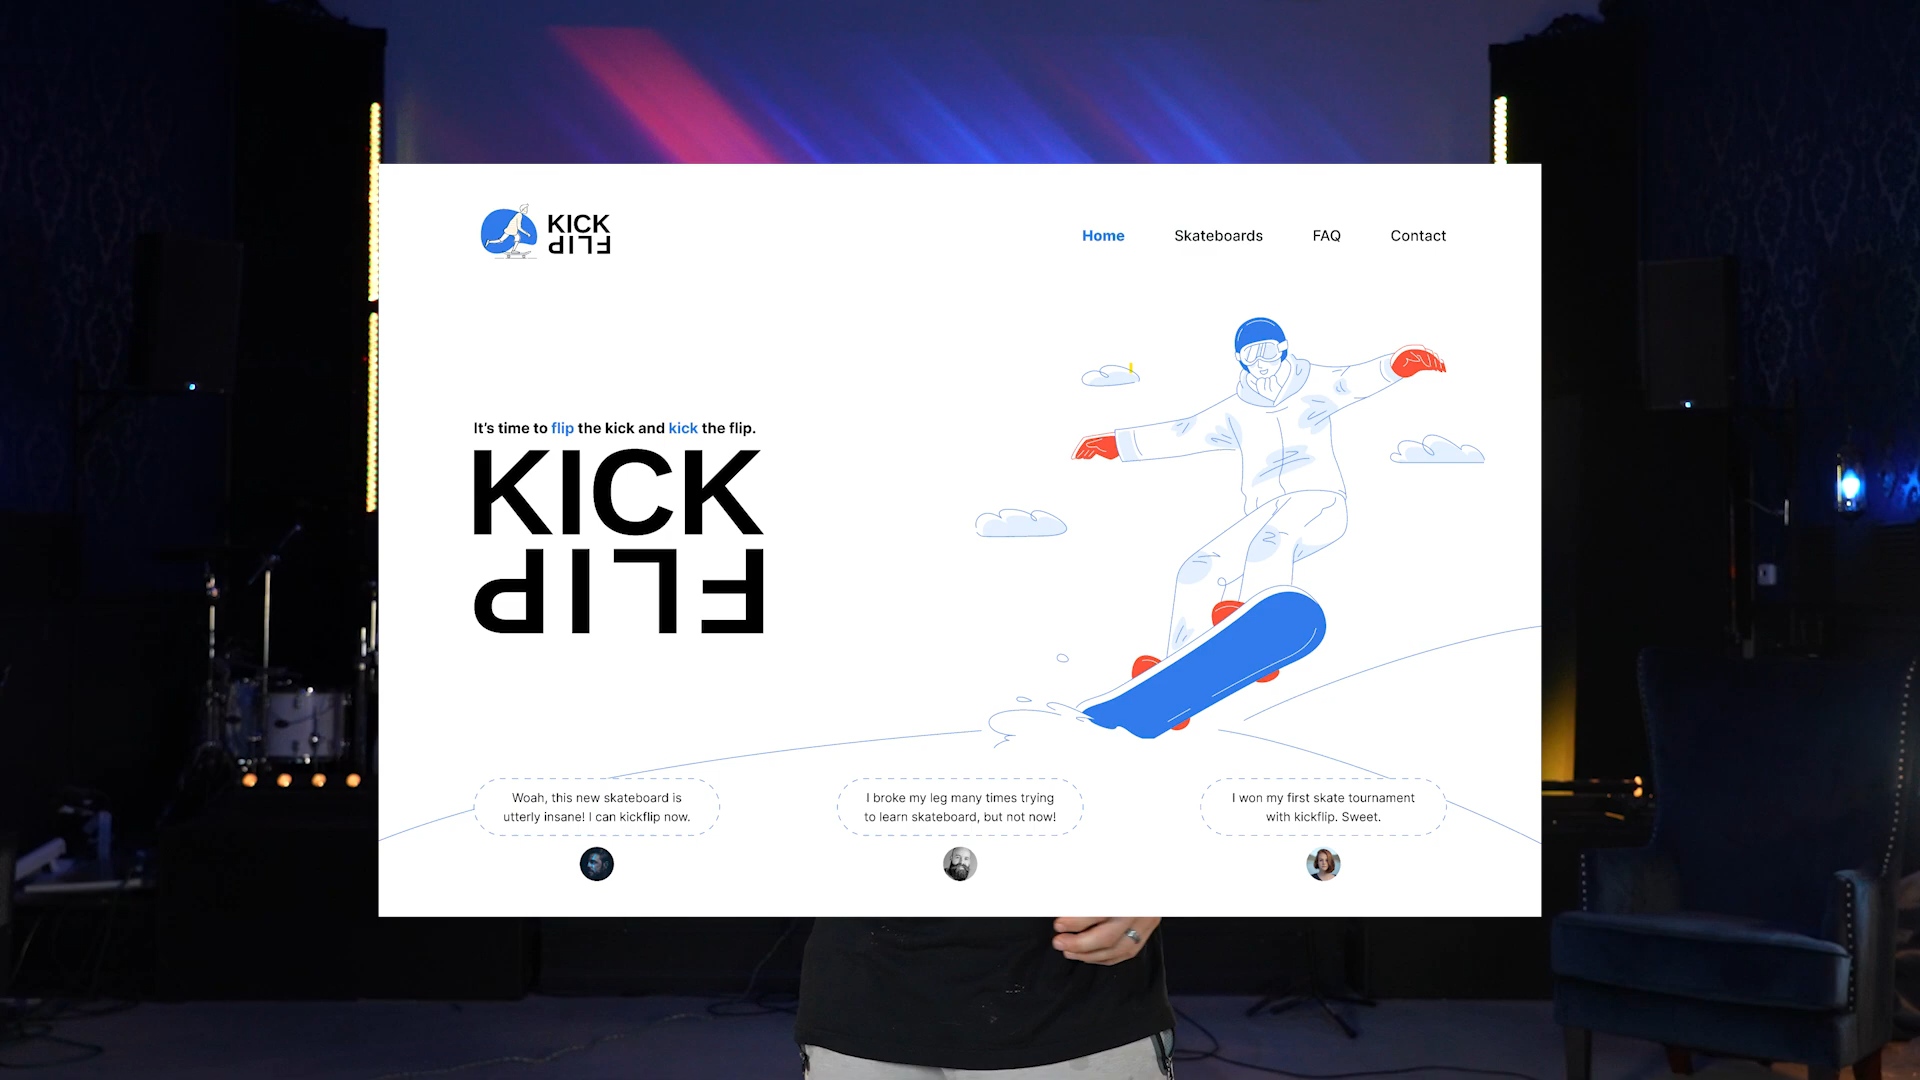 KICK
FLIP
Home
Skateboards
FAQ
Contact
It's time to flip the kick and kick the flip.
KICK
FLIP
Woah, this new skateboard is
utterly insane! I can kickflip now.
I broke my leg many times trying
to learn skateboard, but not now!
I won my first skate tournament
with kickflip. Sweet.